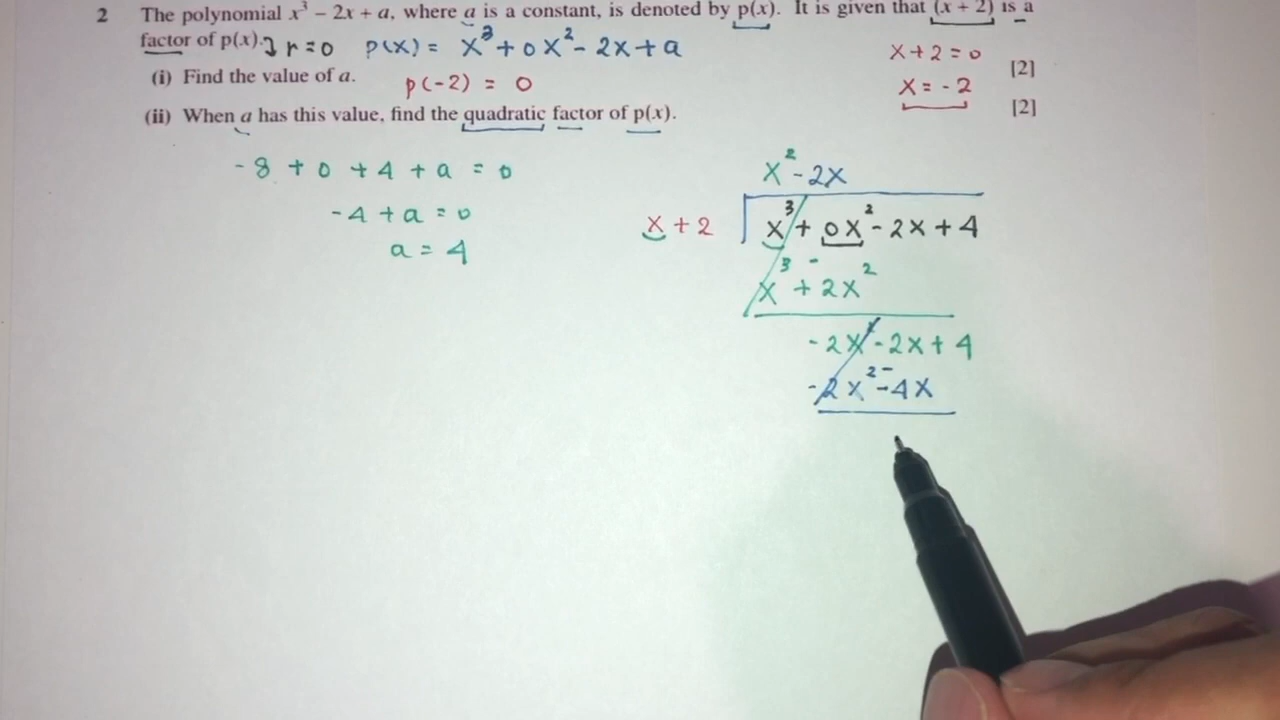 2 The polynomial x³ − 2x + a, where a is a constant, is denoted by p(x). It is given that (x + 2) is a
factor of p(x). r = 0 p(x) = x³ + 0x² - 2x + a
x + 2 = 0
(i) Find the value of a. [2]
p(-2) = 0
x = -2
(ii) When a has this value, find the quadratic factor of p(x). [2]
-8 + 0 + 4 + a = 0
-4 + a = 0
a = 4
x² - 2x
x + 2 x³ + 0x² - 2x + 4
x³ + 2x²
-2x² - 2x + 4
-2x² - 4x